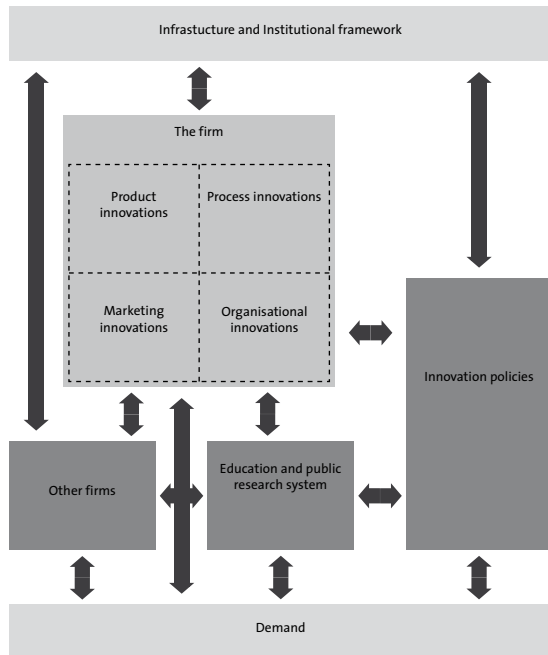 Infrastucture and Institutional framework
The firm
Product
innovations
Process innovations
Marketing
innovations
Organisational
innovations
Innovation policies
Other firms
Education and public
research system
Demand